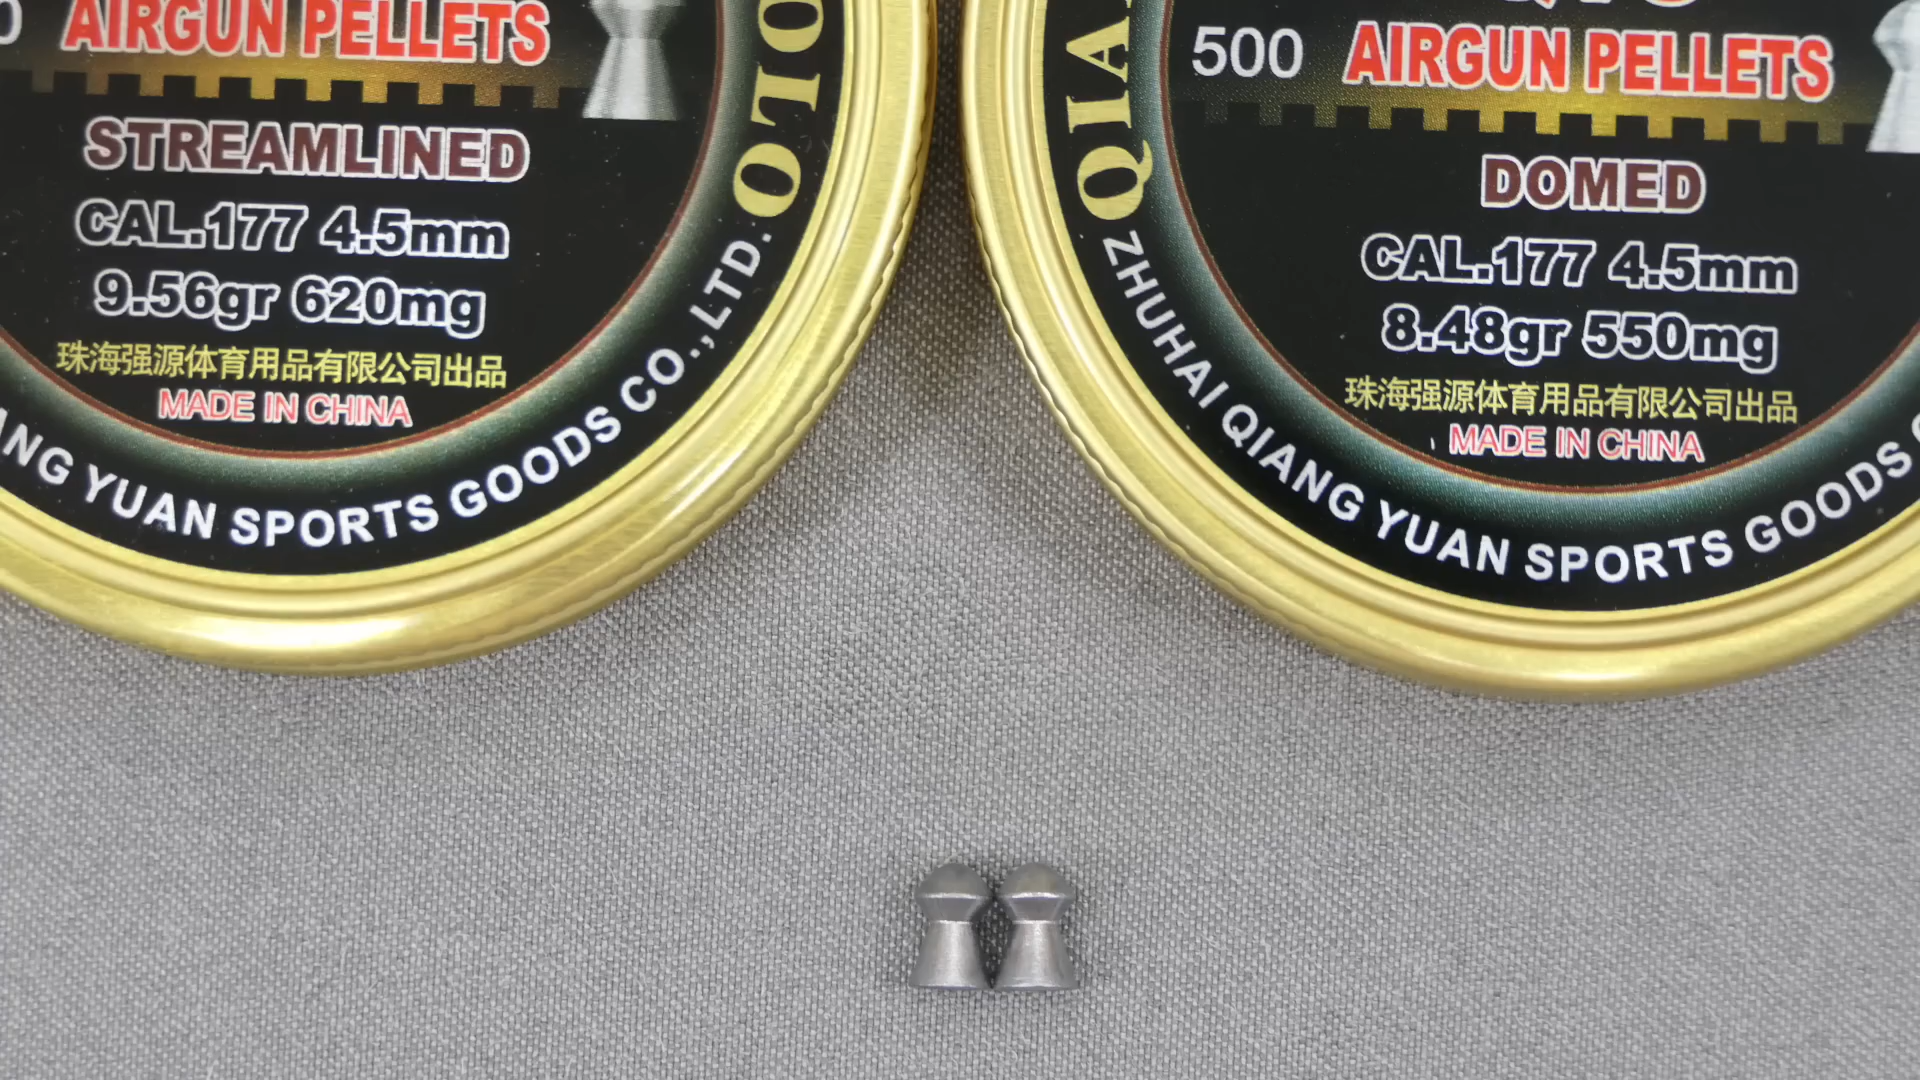 AIRGUN PELLETS
STREAMLINED
CAL.177 4.5mm
9.56gr 620mg
珠海强源体育用品有限公司出品
MADE IN CHINA
YUAN SPORTS GOODS CO.,LTD.
500 AIRGUN PELLETS
DOMED
CAL.177 4.5mm
8.48gr 550mg
珠海强源体育用品有限公司出品
MADE IN CHINA
ZHUHAI QIANG YUAN SPORTS GOODS